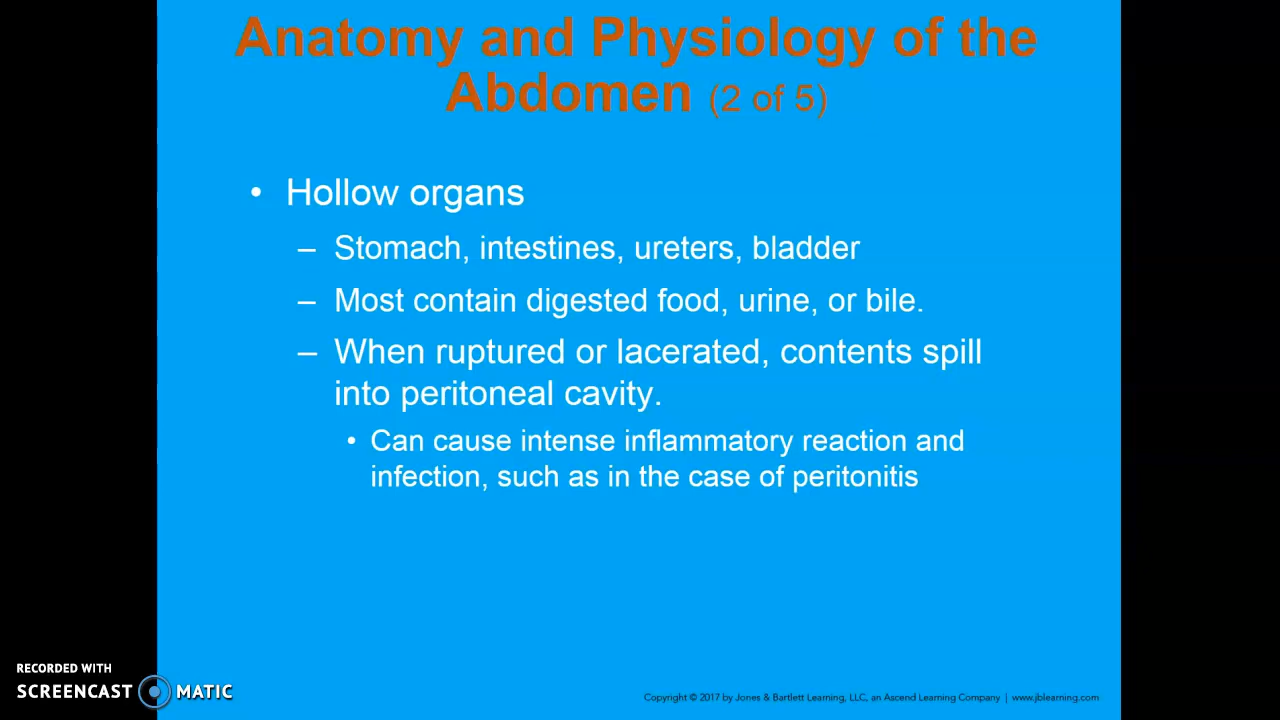 Anatomy and Physiology of the
Abdomen (2 of 5)
• Hollow organs
– Stomach, intestines, ureters, bladder
– Most contain digested food, urine, or bile.
– When ruptured or lacerated, contents spill
into peritoneal cavity.
• Can cause intense inflammatory reaction and
infection, such as in the case of peritonitis
RECORDED WITH
SCREENCAST MATIC
Copyright © 2017 by Jones & Bartlett Learning, LLC, an Ascend Learning Company | www.jblearning.com